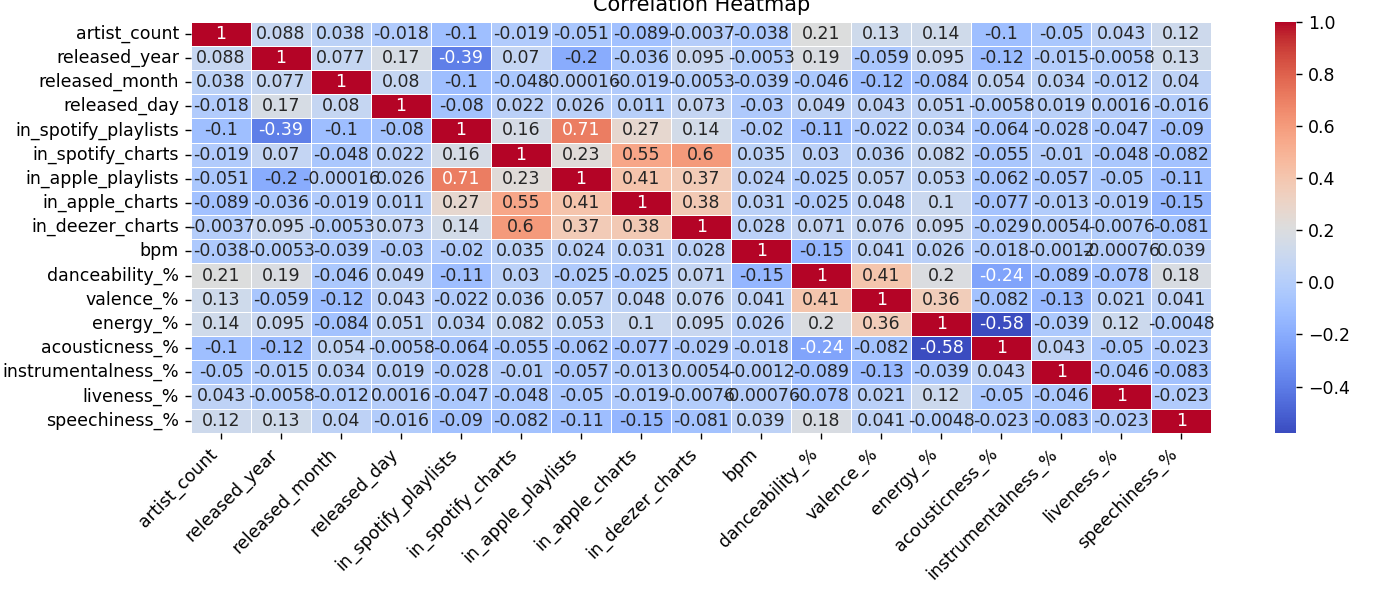 Correlation Heatmap
artist_count 1 0.088 0.038 -0.018 -0.1 -0.019 -0.051 -0.089 -0.0037 -0.038 0.21 0.13 0.14 -0.1 -0.05 0.043 0.12
released_year 0.088 1 0.077 0.17 -0.39 0.07 -0.2 -0.036 0.095 -0.0053 0.19 -0.059 0.095 -0.12 -0.015 -0.0058 0.13
released_month 0.038 0.077 1 0.08 -0.1 -0.048 -0.00016 -0.019 -0.0053 -0.039 -0.046 -0.12 -0.084 0.054 0.034 -0.012 0.04
released_day -0.018 0.17 0.08 1 -0.08 0.022 0.026 0.011 0.073 -0.03 0.049 0.043 0.051 -0.0058 0.019 0.0016 -0.016
in_spotify_playlists -0.1 -0.39 -0.1 -0.08 1 0.16 0.71 0.27 0.14 -0.02 -0.11 -0.022 0.034 -0.064 -0.028 -0.047 -0.09
in_spotify_charts -0.019 0.07 -0.048 0.022 0.16 1 0.23 0.55 0.6 0.035 0.03 0.036 0.082 -0.055 -0.01 -0.048 -0.082
in_apple_playlists -0.051 -0.2 -0.00016 0.026 0.71 0.23 1 0.41 0.37 0.024 -0.025 0.057 0.053 -0.062 -0.057 -0.05 -0.11
in_apple_charts -0.089 -0.036 -0.019 0.011 0.27 0.55 0.41 1 0.38 0.031 -0.025 0.048 0.1 -0.077 -0.013 -0.019 -0.15
in_deezer_charts -0.0037 0.095 -0.0053 0.073 0.14 0.6 0.37 0.38 1 0.028 0.071 0.076 0.095 -0.029 0.0054 -0.0076 -0.081
bpm -0.038 -0.0053 -0.039 -0.03 -0.02 0.035 0.024 0.031 0.028 1 -0.15 0.041 0.026 -0.018 -0.0012 0.00076 0.039
danceability_% 0.21 0.19 -0.046 0.049 -0.11 0.03 -0.025 -0.025 0.071 -0.15 1 0.41 0.2 -0.24 -0.089 -0.078 0.18
valence_% 0.13 -0.059 -0.12 0.043 -0.022 0.036 0.057 0.048 0.076 0.041 0.41 1 0.36 -0.082 -0.13 0.021 0.041
energy_% 0.14 0.095 -0.084 0.051 0.034 0.082 0.053 0.1 0.095 0.026 0.2 0.36 1 -0.58 -0.039 0.12 -0.0048
acousticness_% -0.1 -0.12 0.054 -0.0058 -0.064 -0.055 -0.062 -0.077 -0.029 -0.018 -0.24 -0.082 -0.58 1 0.043 -0.05 -0.023
instrumentalness_% -0.05 -0.015 0.034 0.019 -0.028 -0.01 -0.057 -0.013 0.0054 -0.0012 -0.089 -0.13 -0.039 0.043 1 -0.046 -0.083
liveness_% 0.043 -0.0058 -0.012 0.0016 -0.047 -0.048 -0.05 -0.019 -0.0076 0.00076 -0.078 0.021 0.12 -0.05 -0.046 1 -0.023
speechiness_% 0.12 0.13 0.04 -0.016 -0.09 -0.082 -0.11 -0.15 -0.081 0.039 0.18 0.041 -0.0048 -0.023 -0.083 -0.023 1
artist_count released_year released_month released_day in_spotify_playlists in_spotify_charts in_apple_playlists in_apple_charts in_deezer_charts bpm danceability_% valence_% energy_% acousticness_% instrumentalness_% liveness_% speechiness_%
1.0
0.8
0.6
0.4
0.2
0.0
−0.2
−0.4